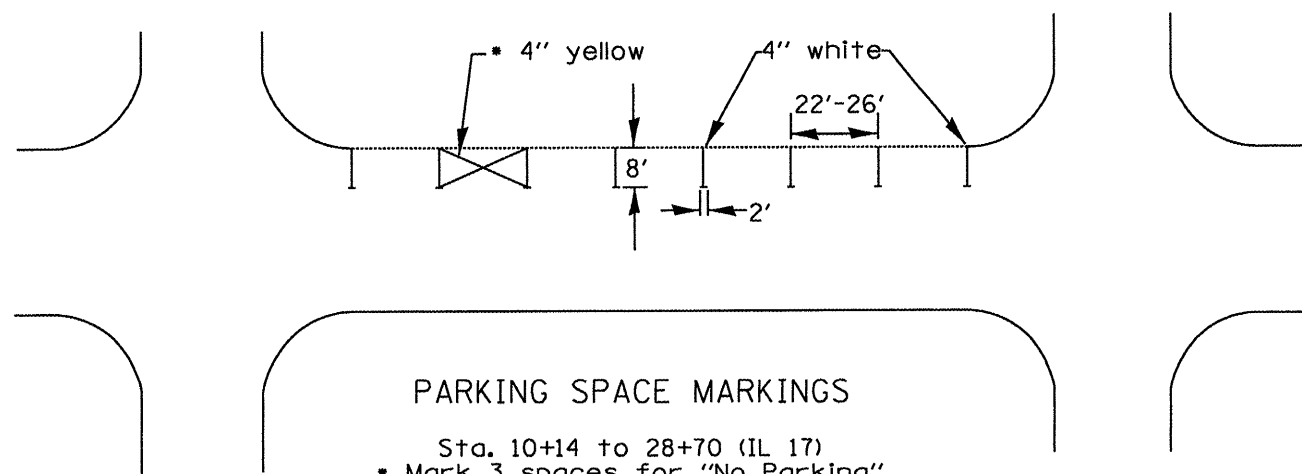 * 4" yellow
4" white
22'-26'
8'
2'
PARKING SPACE MARKINGS
Sta. 10+14 to 28+70 (IL 17)
* Mark 3 spaces for "No Parking"